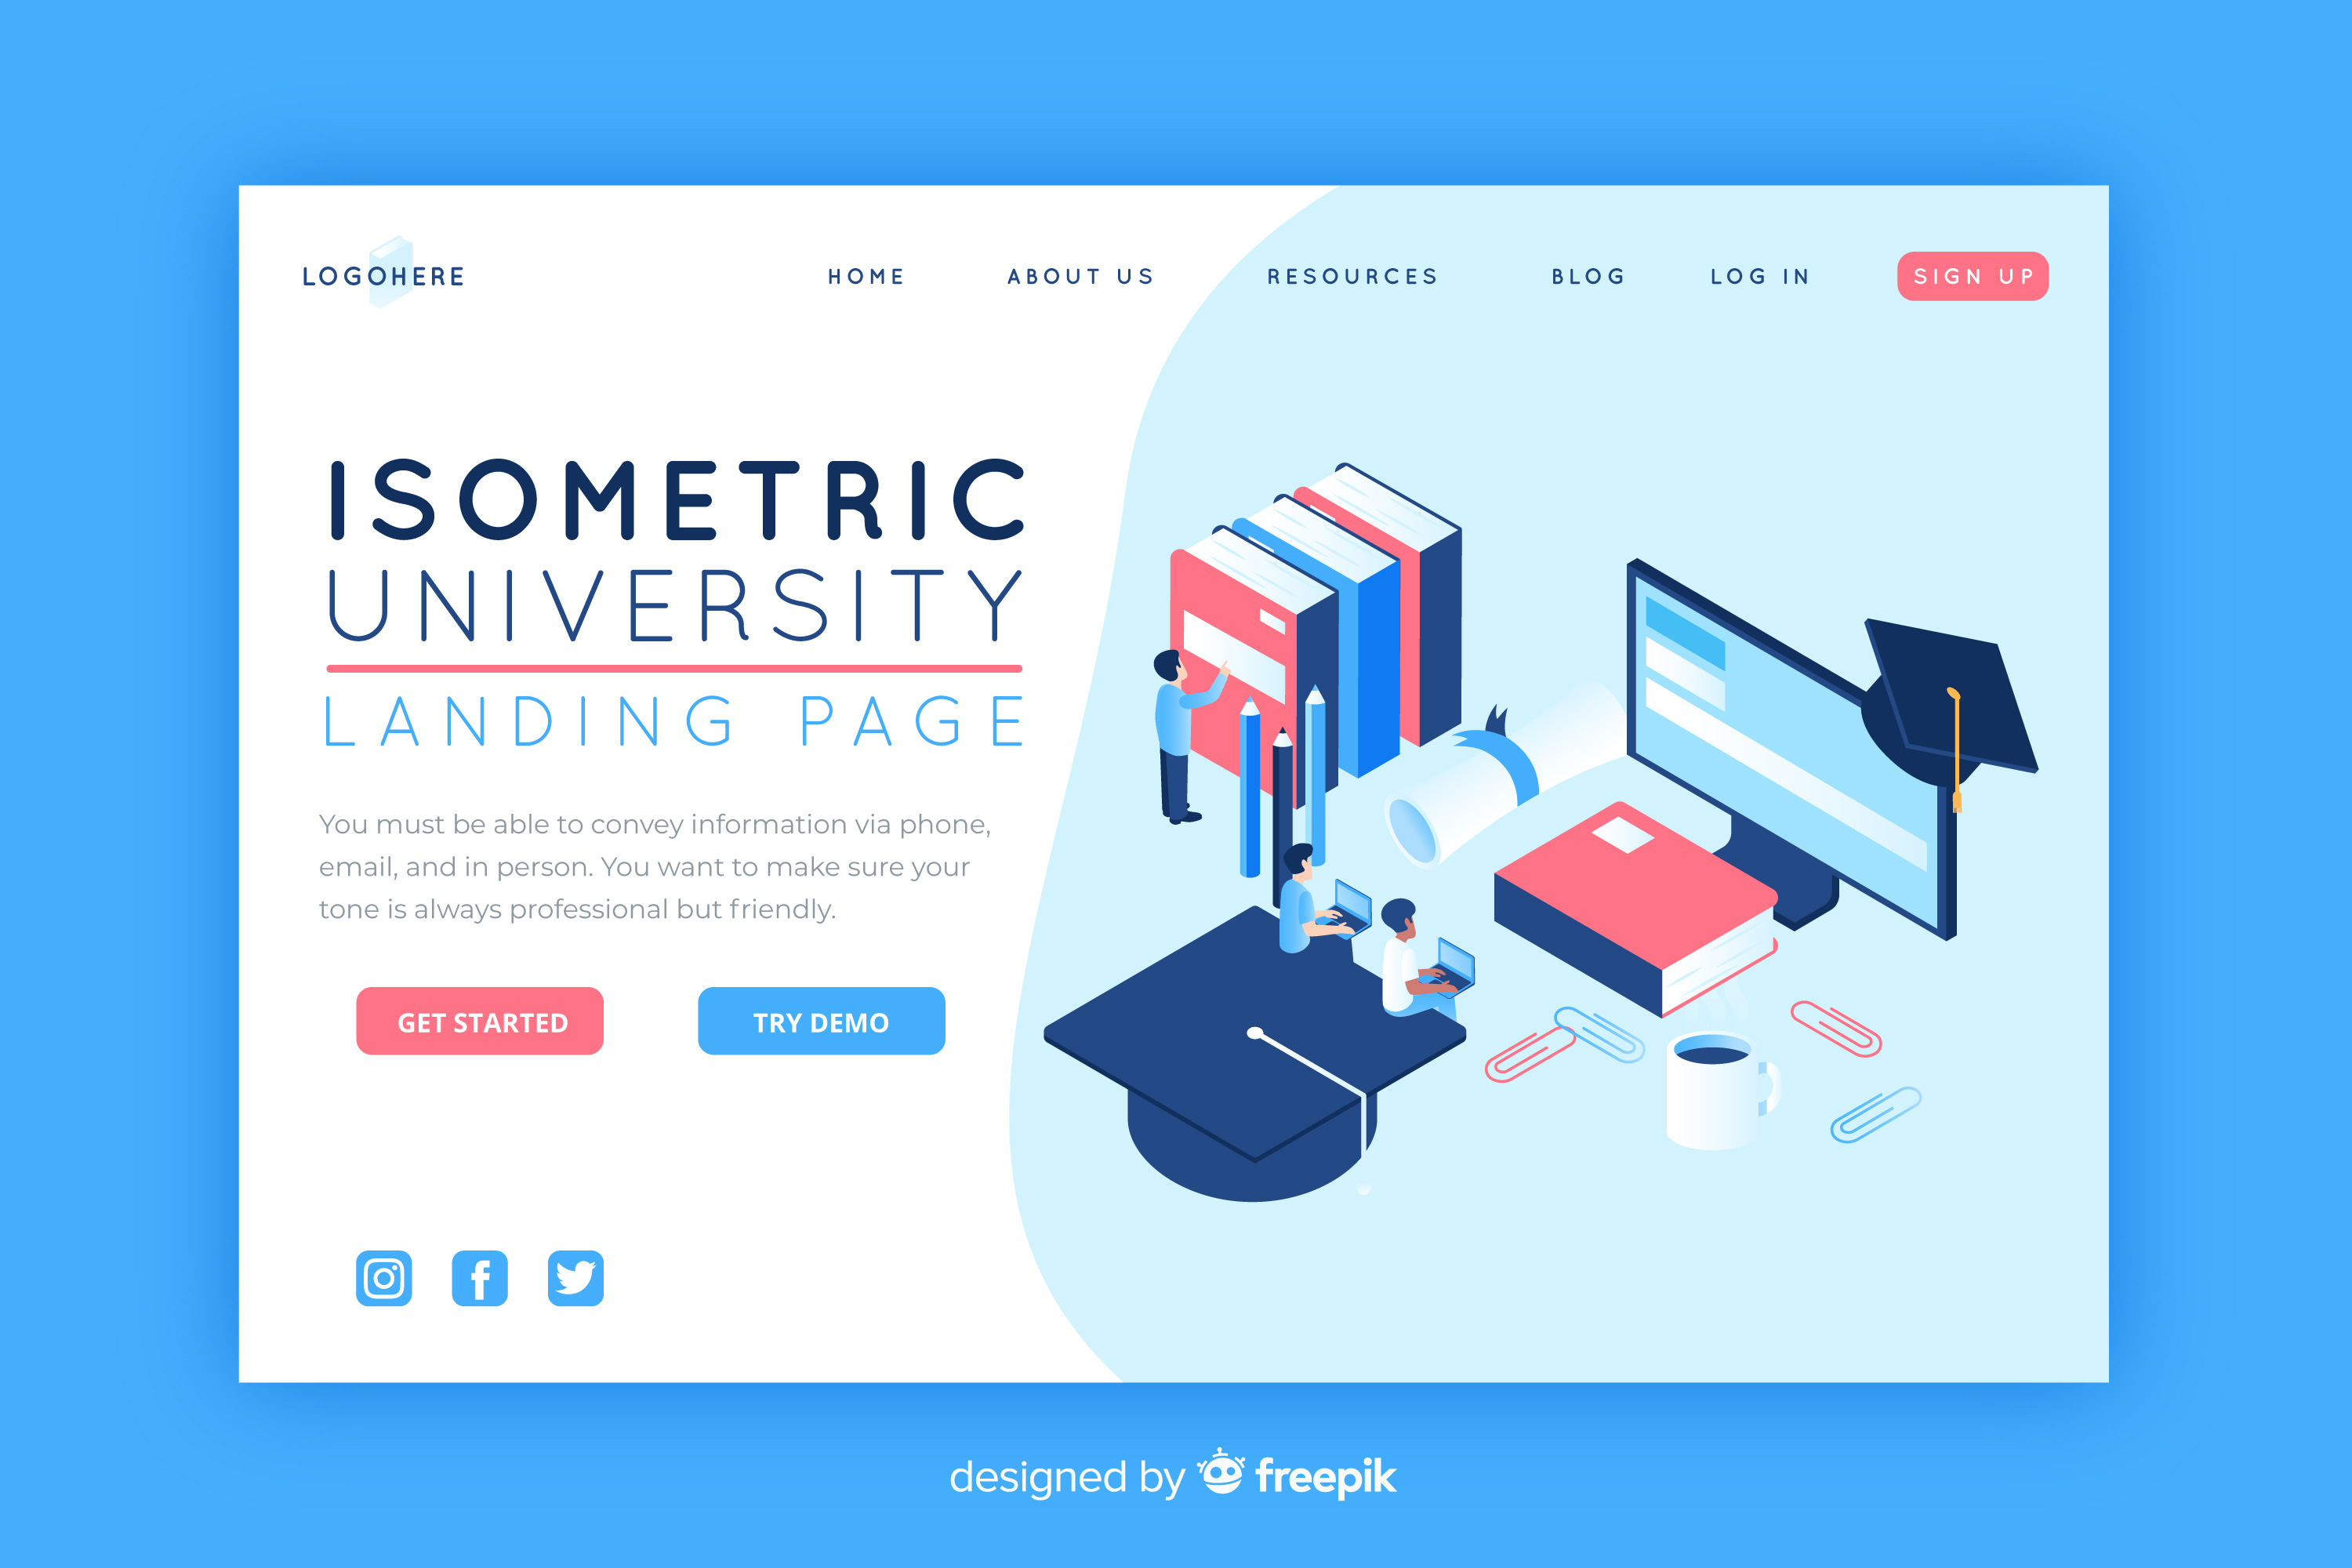 LOGOHERE
HOME ABOUT US RESOURCES BLOG LOG IN SIGN UP
ISOMETRIC
UNIVERSITY
LANDING PAGE
You must be able to convey information via phone,
email, and in person. You want to make sure your
tone is always professional but friendly.
GET STARTED TRY DEMO
designed by freepik